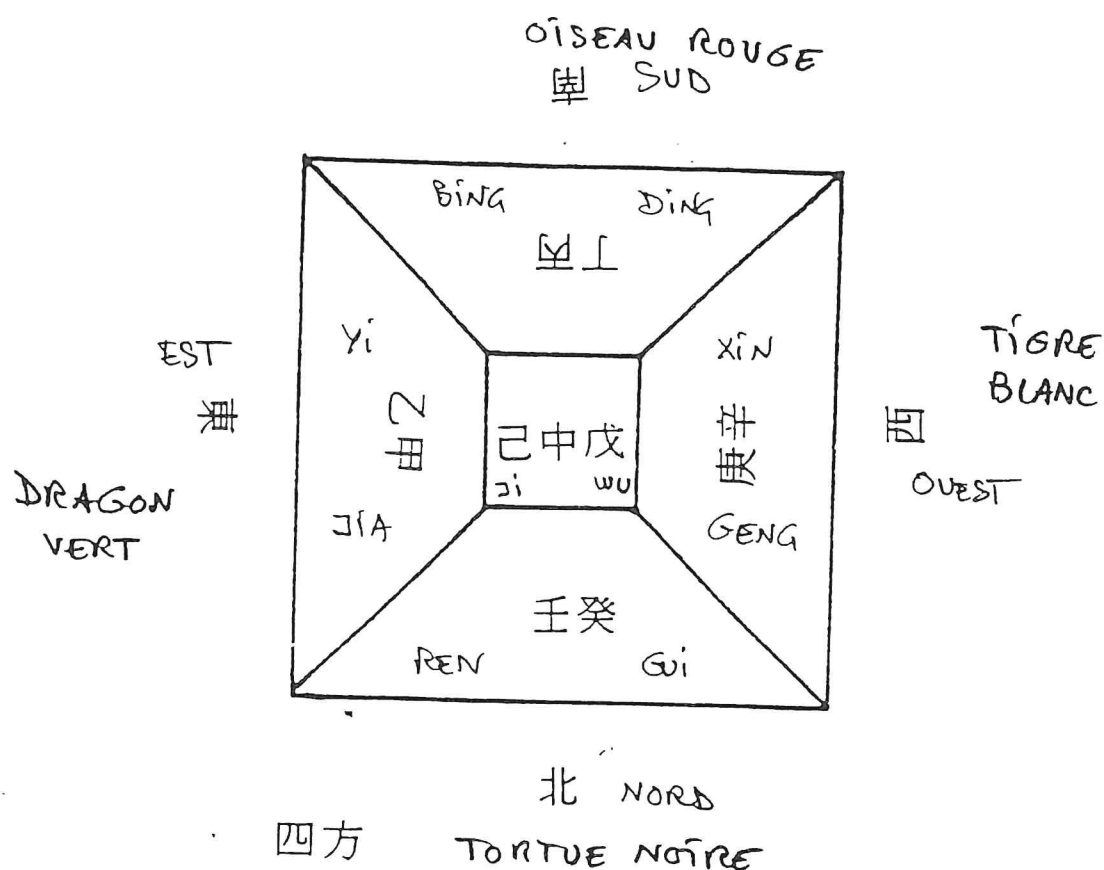 OISEAU ROUGE
南 SUD
BING DING
丙丁
EST
東
DRAGON
VERT
Yi
甲乙
JIA
己中戊
Ji wu
XIN
庚辛
GENG
TIGRE
BLANC
西
OUEST
壬癸
REN GUI
北 NORD
四方 TORTUE NOIRE